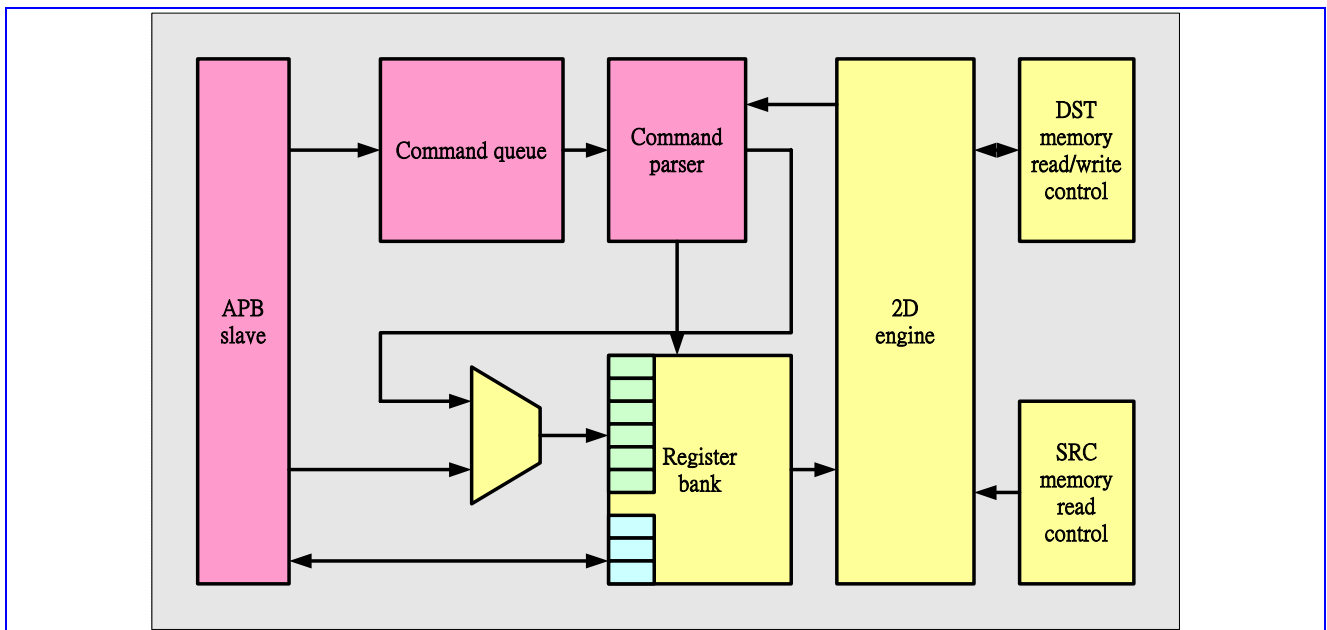 Command queue
Command
parser
DST
memory
read/write
control
APB
slave
2D
engine
Register
bank
SRC
memory
read
control